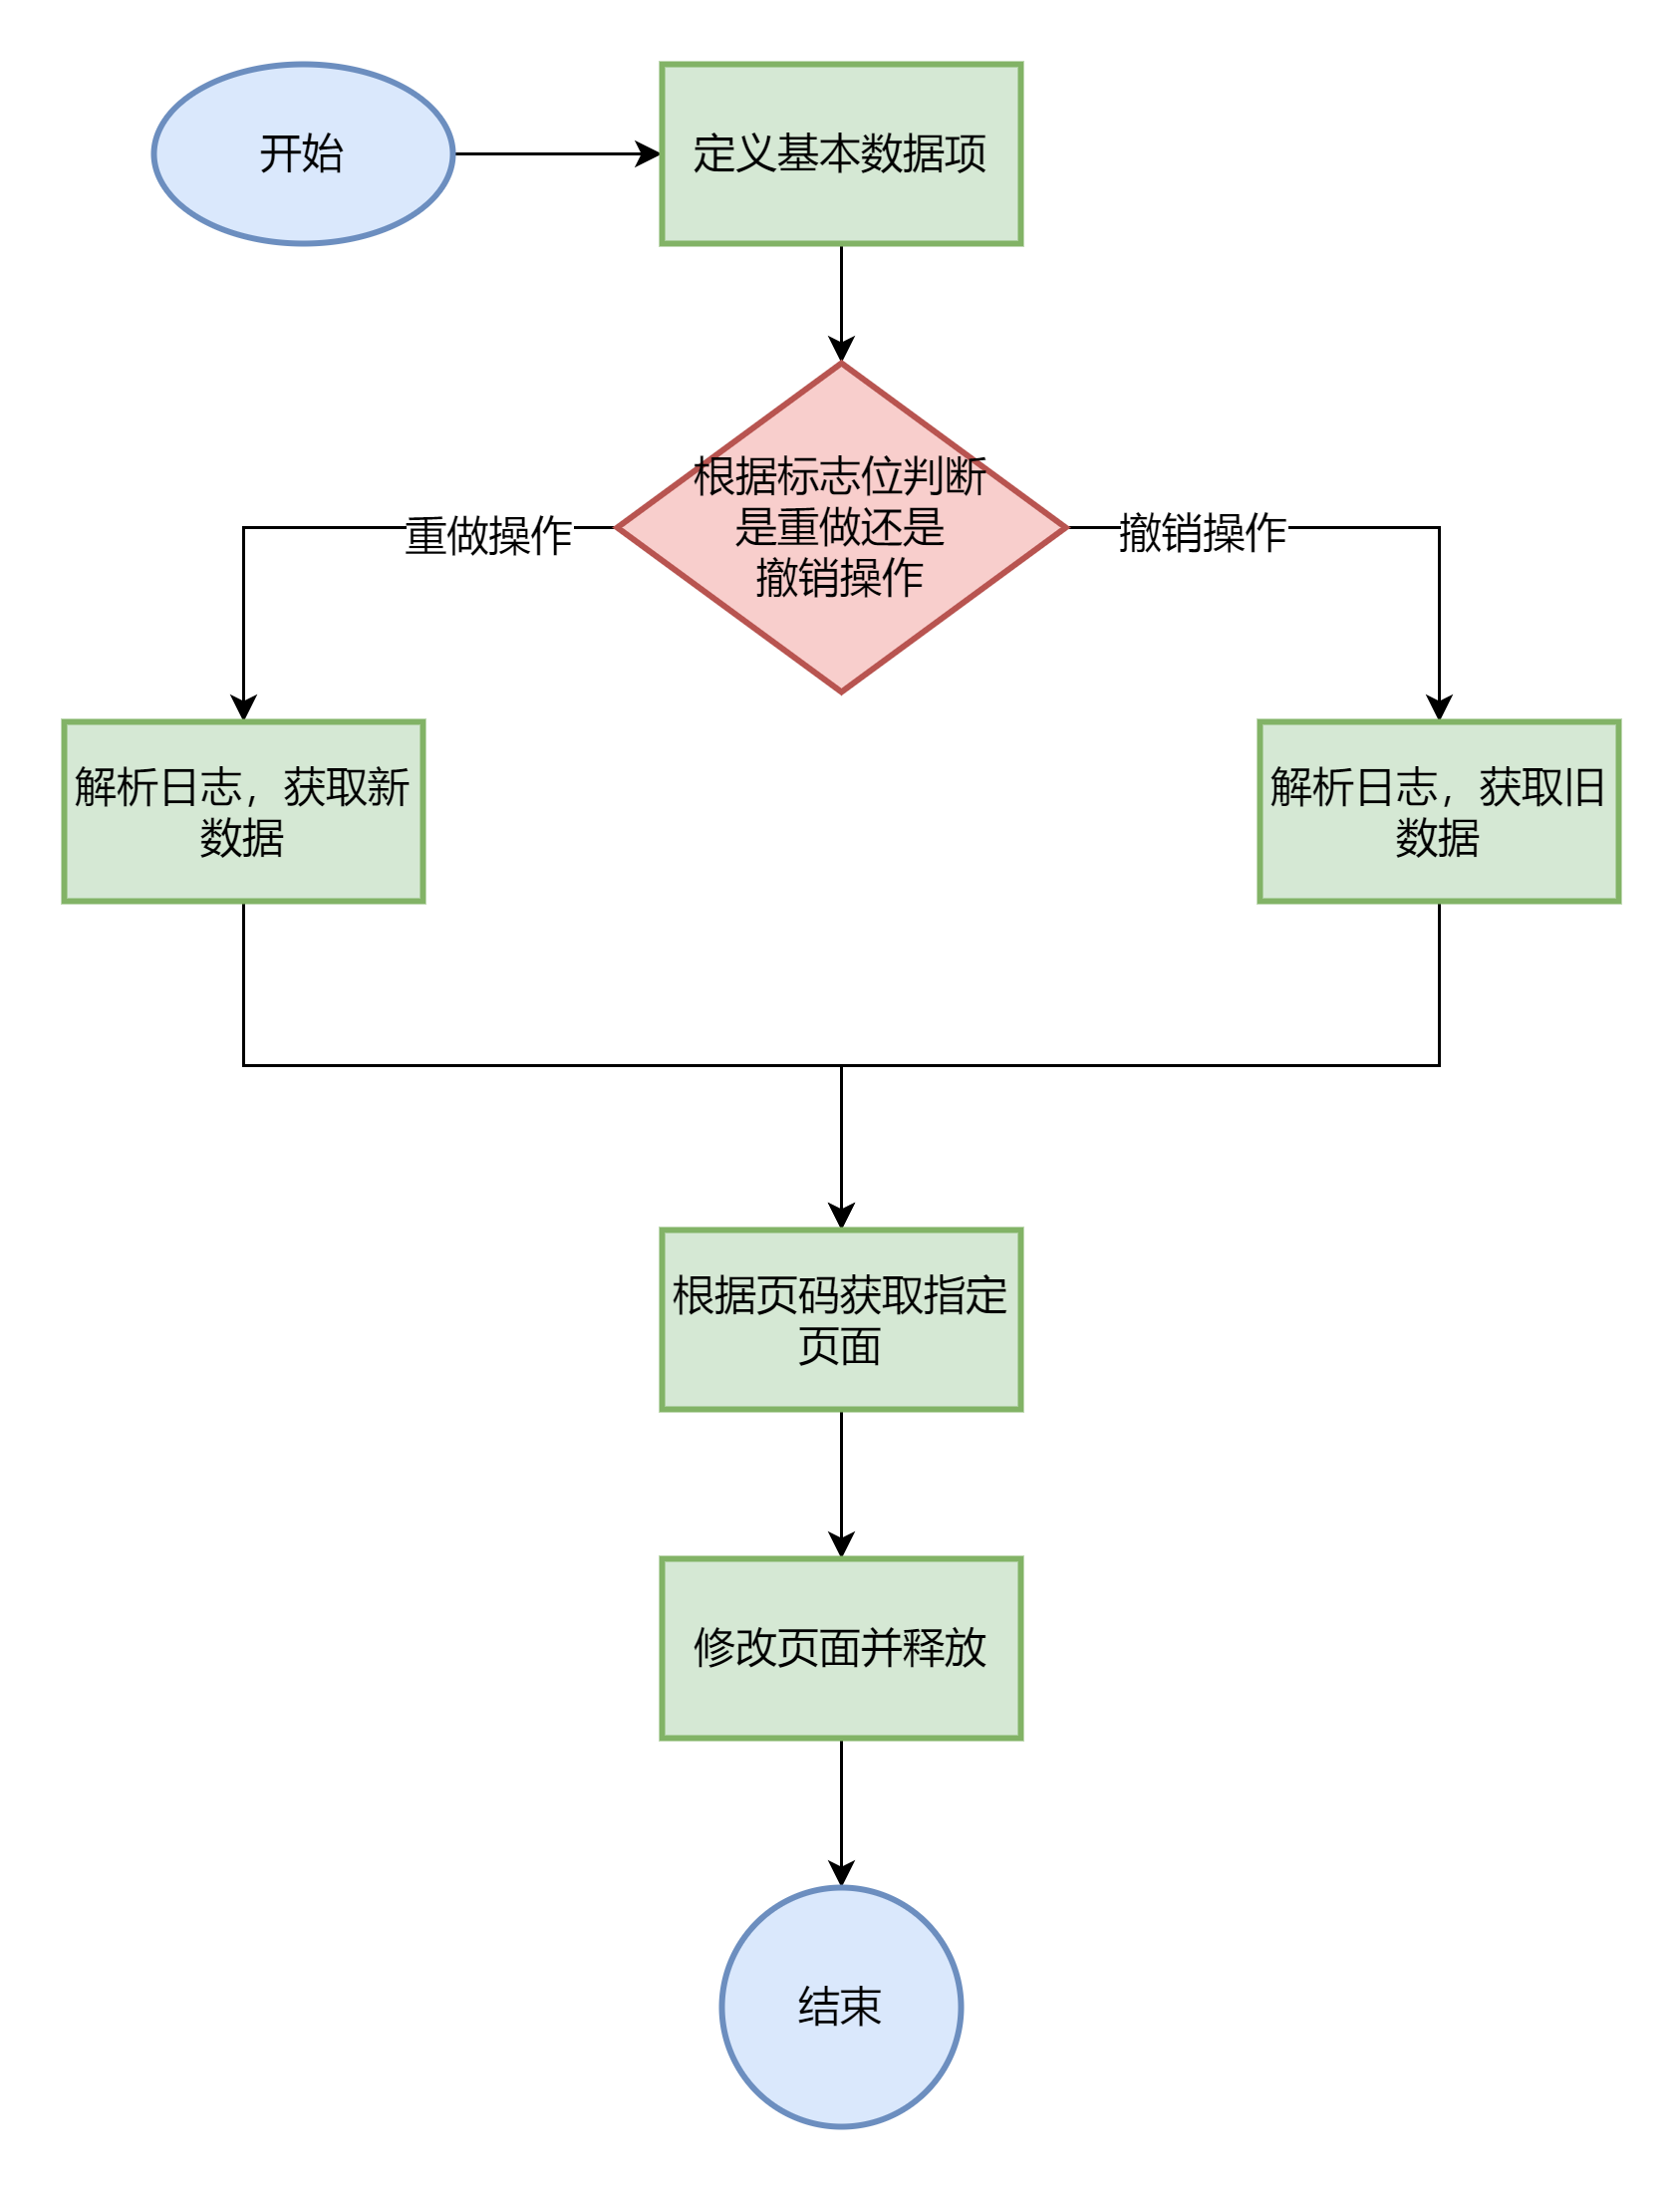 开始
定义基本数据项
根据标志位判断
是重做还是
撤销操作
重做操作
撤销操作
解析日志，获取新
数据
解析日志，获取旧
数据
根据页码获取指定
页面
修改页面并释放
结束